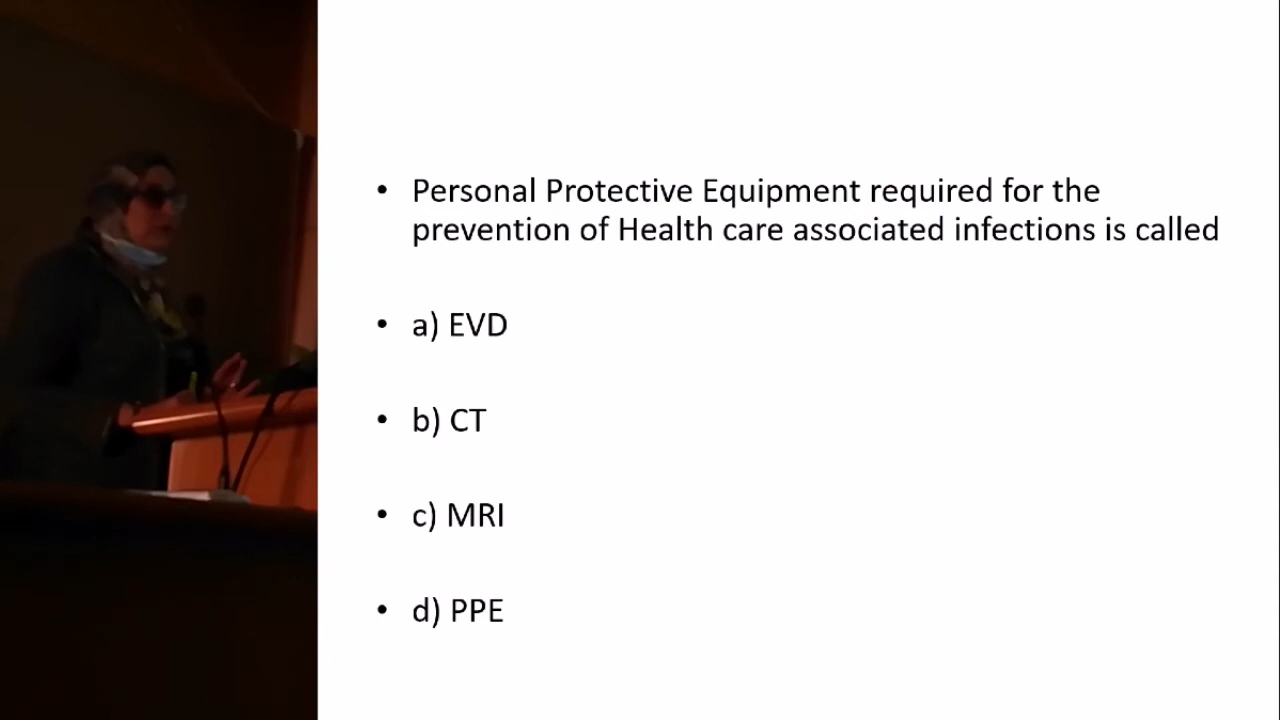 • Personal Protective Equipment required for the
prevention of Health care associated infections is called
• a) EVD
• b) CT
• c) MRI
• d) PPE